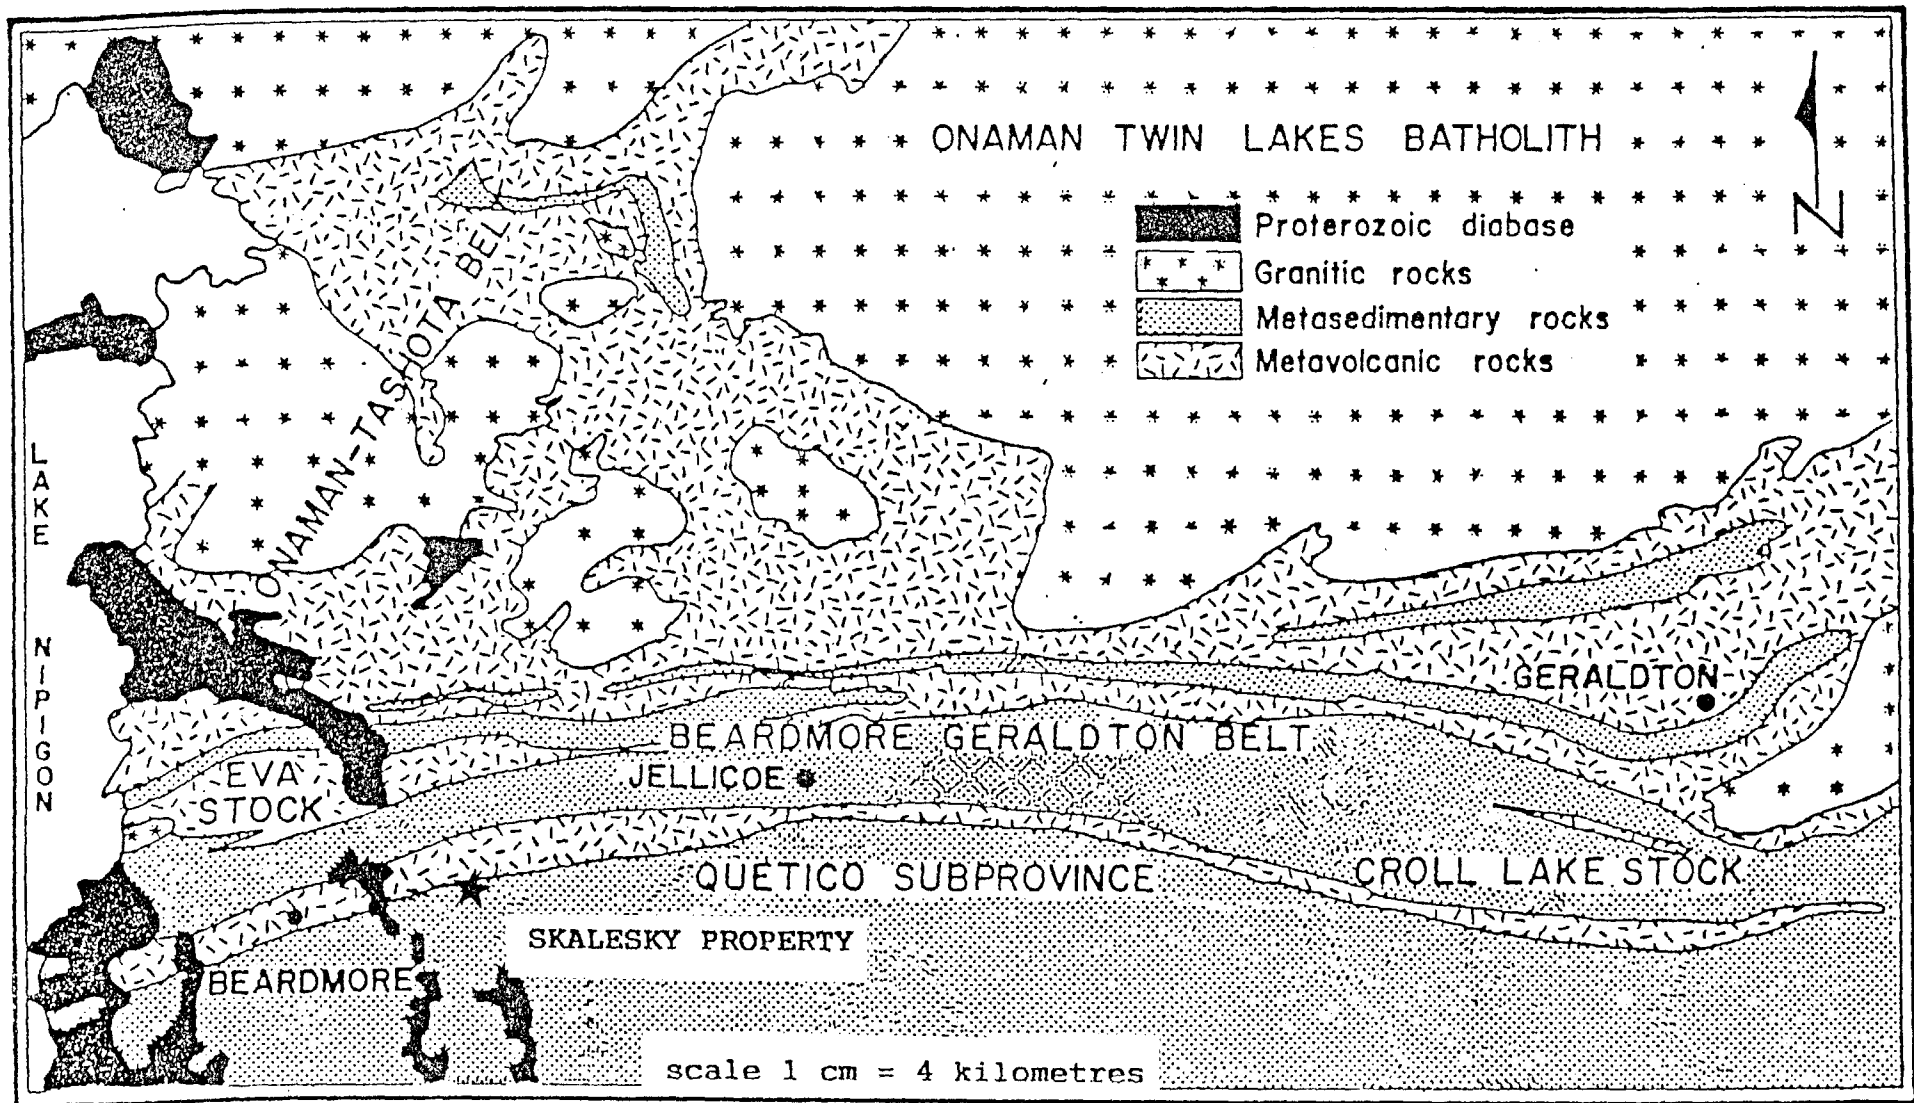 ONAMAN TWIN LAKES BATHOLITH
N
Proterozoic diabase
Granitic rocks
Metasedimentary rocks
Metavolcanic rocks
ONAMAN-TASHOTA BEL
LAKE NIPIGON
GERALDTON
BEARDMORE GERALDTON BELT
JELLICOE
EVA
STOCK
QUETICO SUBPROVINCE
CROLL LAKE STOCK
SKALESKY PROPERTY
BEARDMORE
scale 1 cm = 4 kilometres